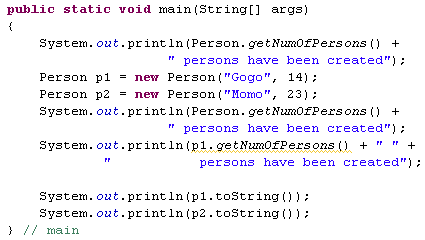 public static void main(String[] args)
{
    System.out.println(Person.getNumOfPersons() +
                    " persons have been created");
    Person p1 = new Person("Gogo", 14);
    Person p2 = new Person("Momo", 23);
    System.out.println(Person.getNumOfPersons() +
                    " persons have been created");
    System.out.println(p1.getNumOfPersons() + " " +
            "           persons have been created");

    System.out.println(p1.toString());
    System.out.println(p2.toString());
} // main